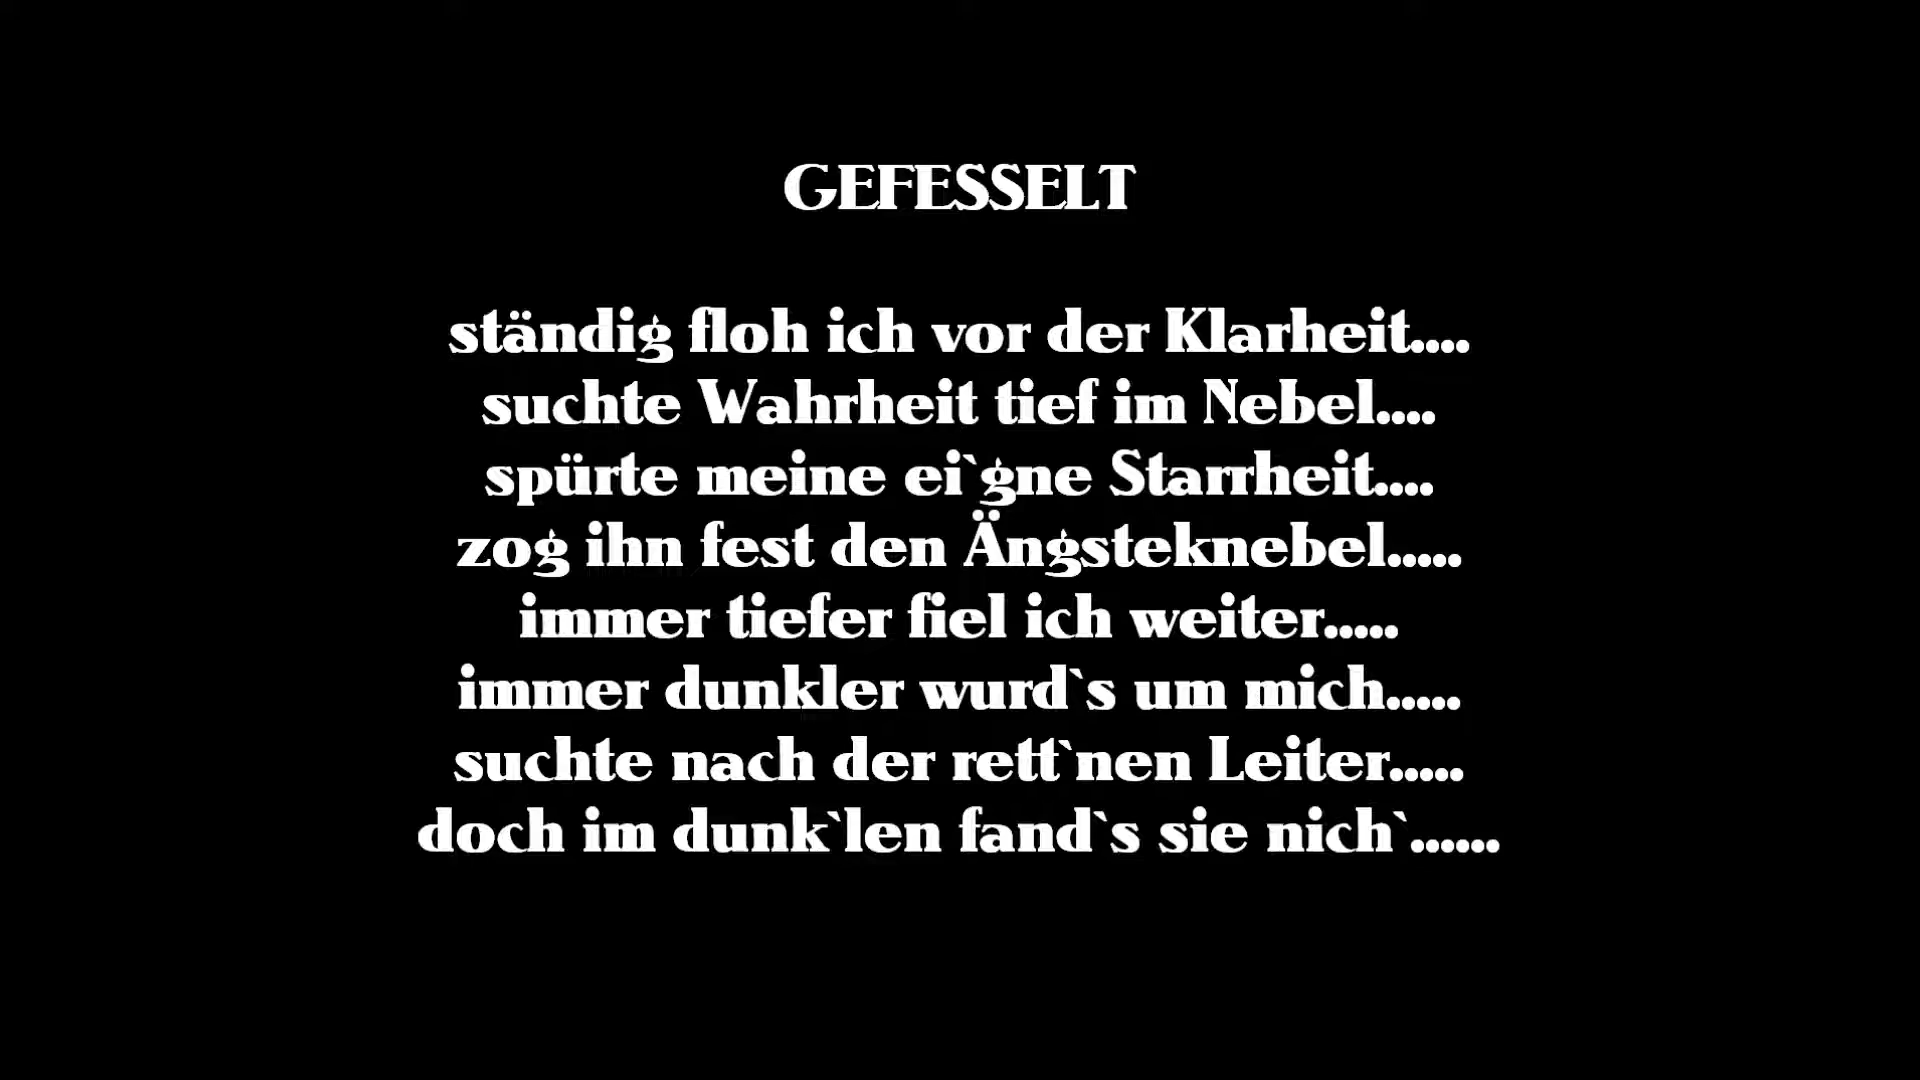 GEFESSELT
ständig floh ich vor der Klarheit....
suchte Wahrheit tief im Nebel....
spürte meine ei`gne Starrheit....
zog ihn fest den Ängsteknebel.....
immer tiefer fiel ich weiter.....
immer dunkler wurd`s um mich.....
suchte nach der rett`nen Leiter.....
doch im dunk`len fand`s sie nich`......